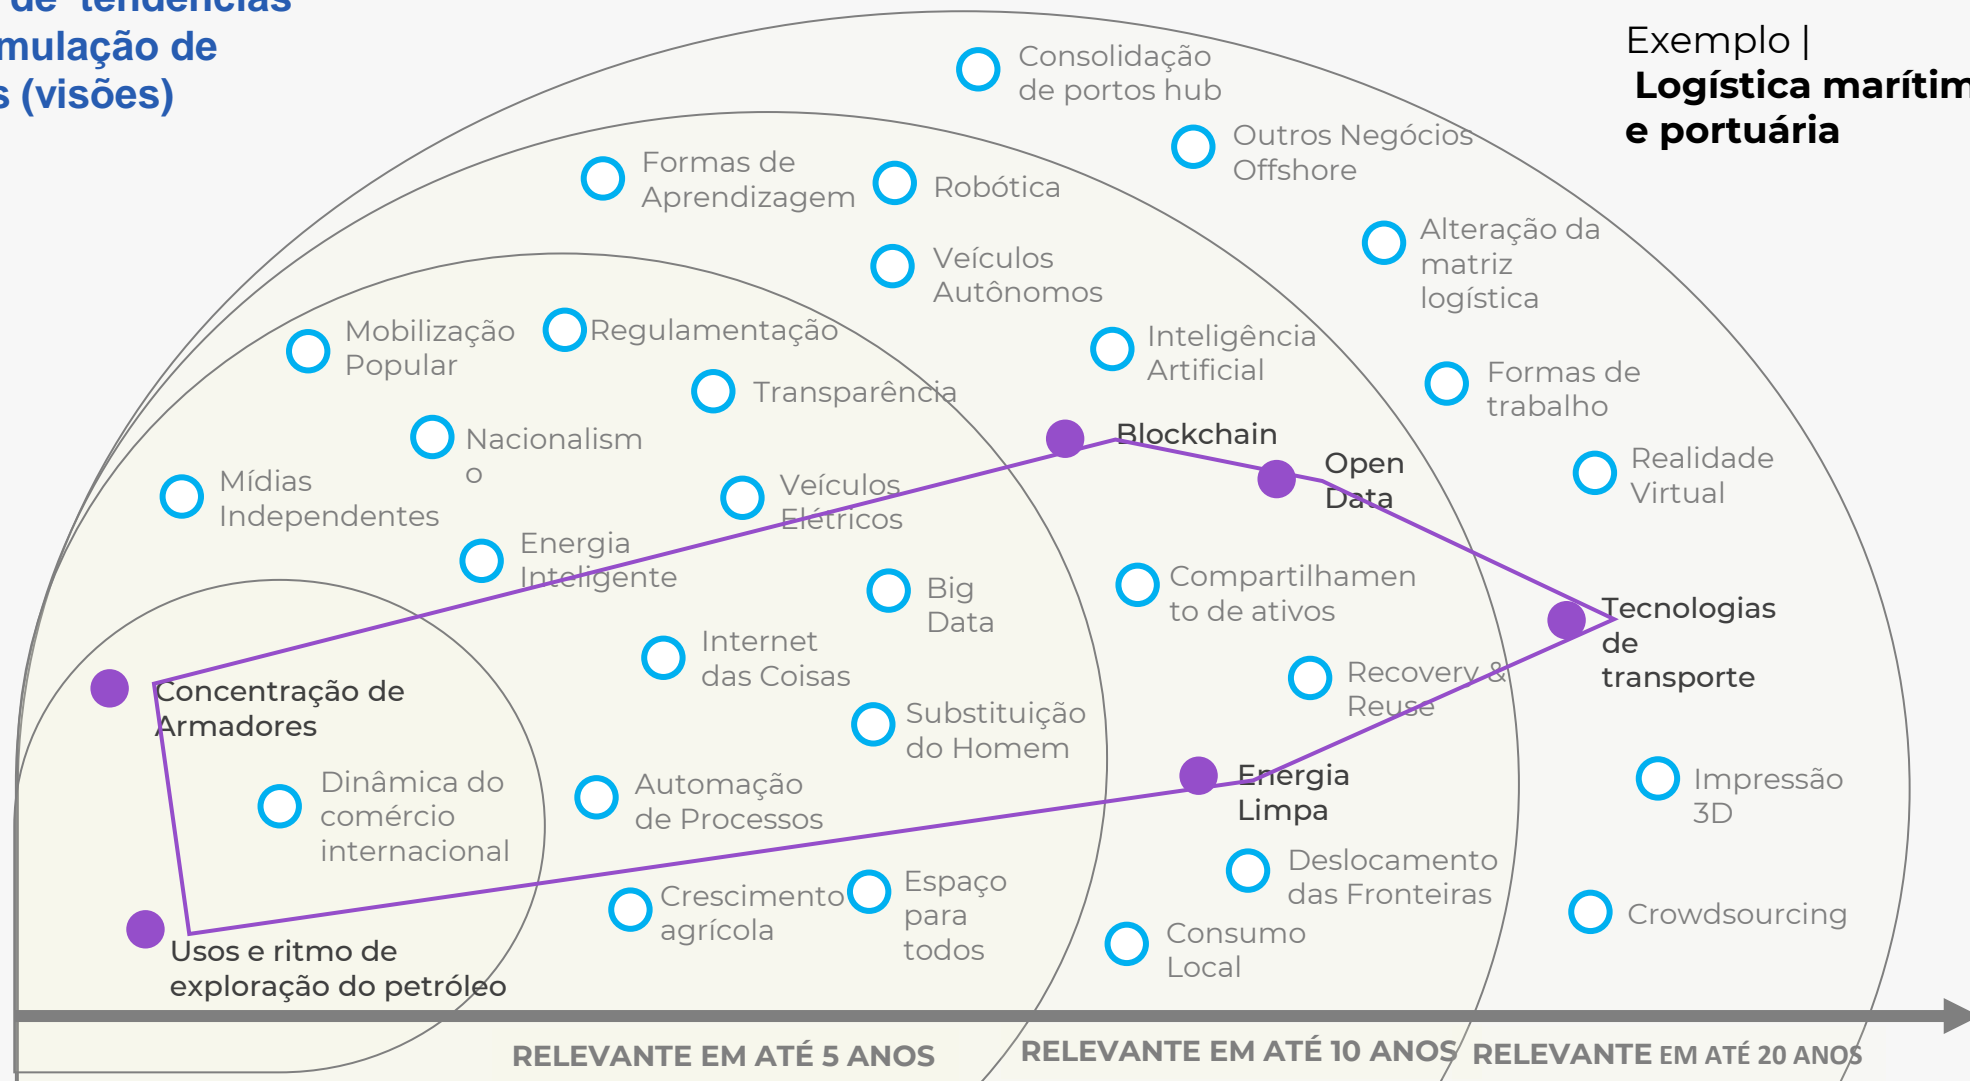 de tendências
mulação de
s (visões)
Exemplo |
Logística marítim
e portuária
Consolidação
de portos hub
Outros Negócios
Offshore
Formas de
Aprendizagem
Robótica
Alteração da
matriz
logística
Veículos
Autônomos
Mobilização
Popular
Regulamentação
Inteligência
Artificial
Transparência
Formas de
trabalho
Nacionalism
o
Blockchain
Open
Data
Realidade
Virtual
Mídias
Independentes
Veículos
Elétricos
Energia
Inteligente
Big
Data
Compartilhamen
to de ativos
Tecnologias
de
transporte
Internet
das Coisas
Recovery &
Reuse
Concentração de
Armadores
Substituição
do Homem
Dinâmica do
comércio
internacional
Automação
de Processos
Energia
Limpa
Impressão
3D
Deslocamento
das Fronteiras
Crescimento
agrícola
Espaço
para
todos
Crowdsourcing
Consumo
Local
Usos e ritmo de
exploração do petróleo
RELEVANTE EM ATÉ 5 ANOS
RELEVANTE EM ATÉ 10 ANOS
RELEVANTE EM ATÉ 20 ANOS